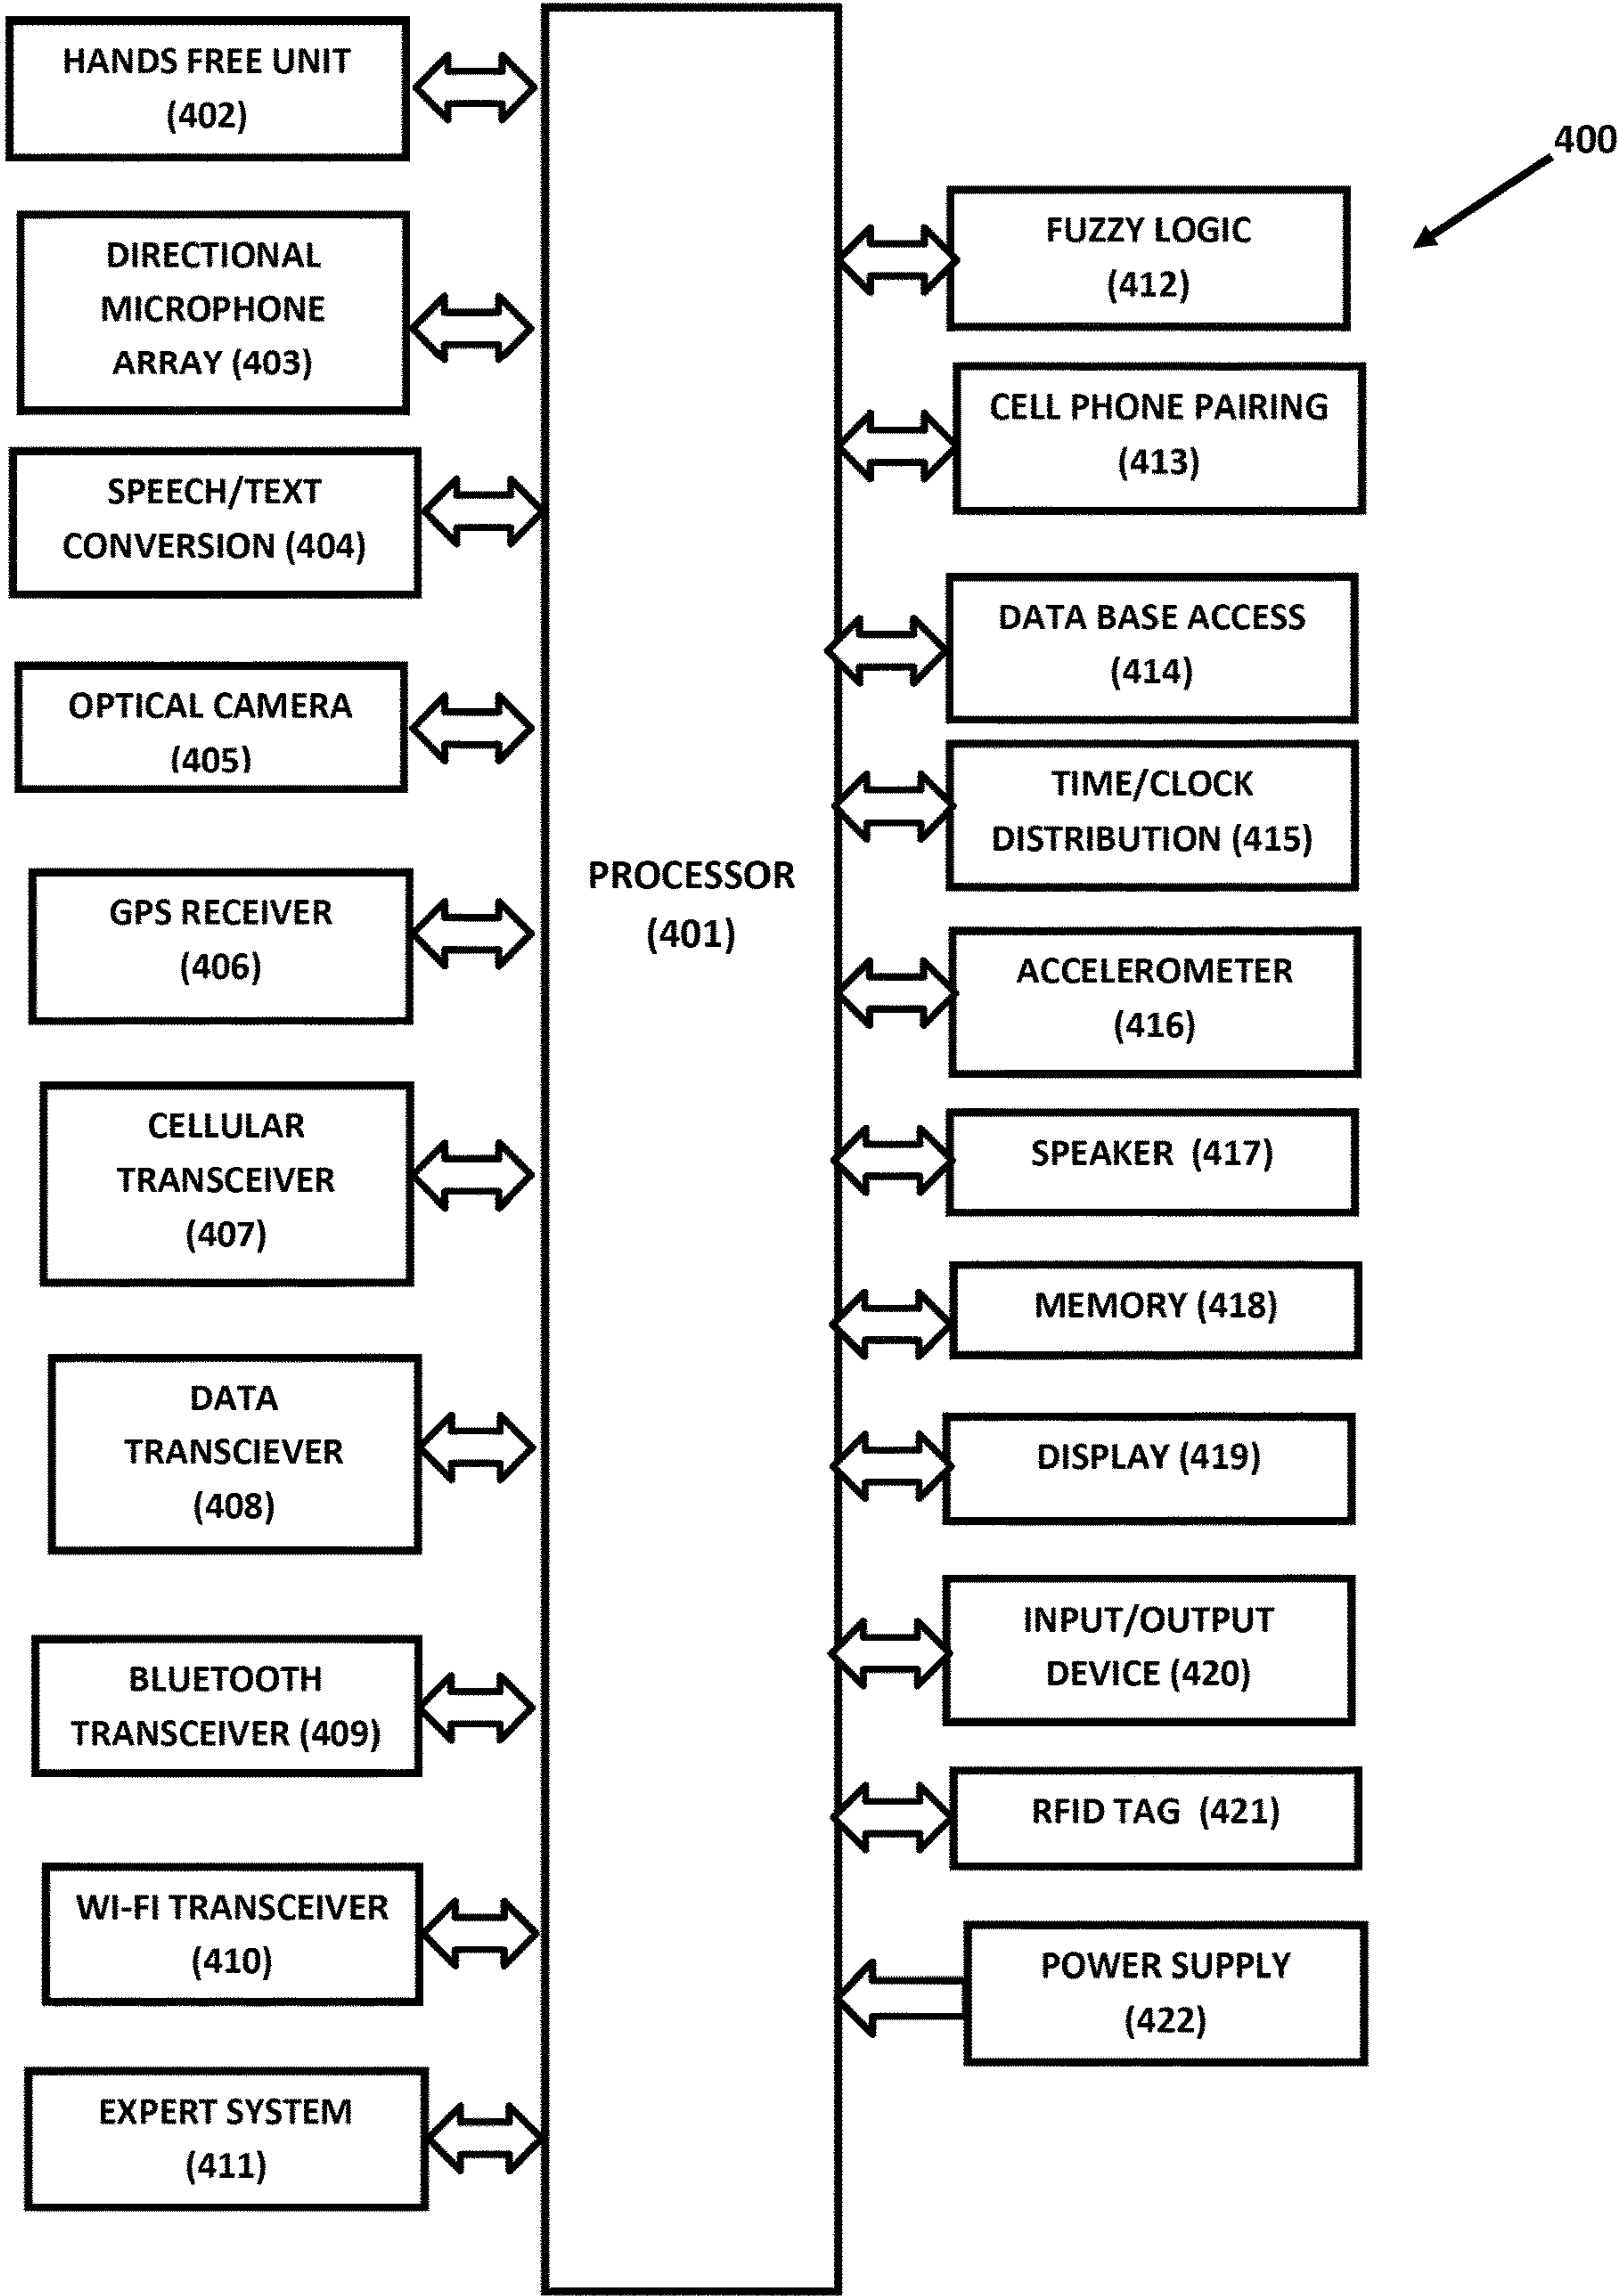 HANDS FREE UNIT
(402)
DIRECTIONAL
MICROPHONE
ARRAY (403)
SPEECH/TEXT
CONVERSION (404)
OPTICAL CAMERA
(405)
GPS RECEIVER
(406)
CELLULAR
TRANSCEIVER
(407)
DATA
TRANSCIEVER
(408)
BLUETOOTH
TRANSCEIVER (409)
WI-FI TRANSCEIVER
(410)
EXPERT SYSTEM
(411)
PROCESSOR
(401)
400
FUZZY LOGIC
(412)
CELL PHONE PAIRING
(413)
DATA BASE ACCESS
(414)
TIME/CLOCK
DISTRIBUTION (415)
ACCELEROMETER
(416)
SPEAKER (417)
MEMORY (418)
DISPLAY (419)
INPUT/OUTPUT
DEVICE (420)
RFID TAG (421)
POWER SUPPLY
(422)